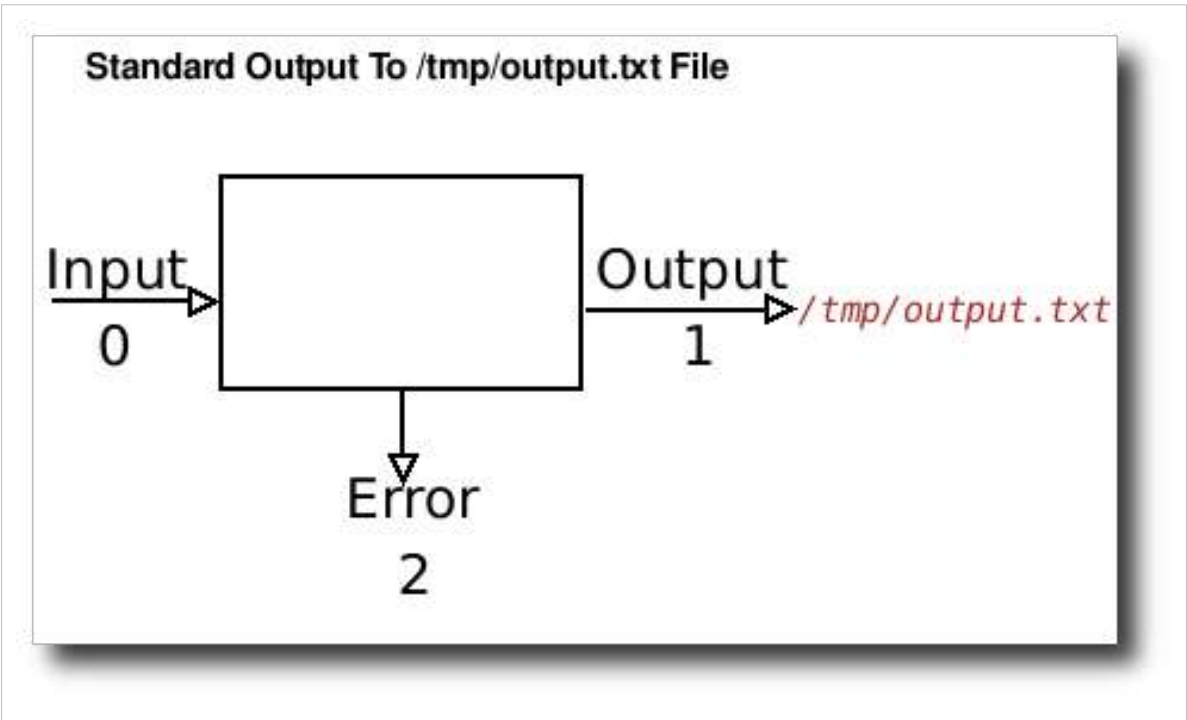 Standard Output To /tmp/output.txt File
Input
0
Output
1
/tmp/output.txt
Error
2